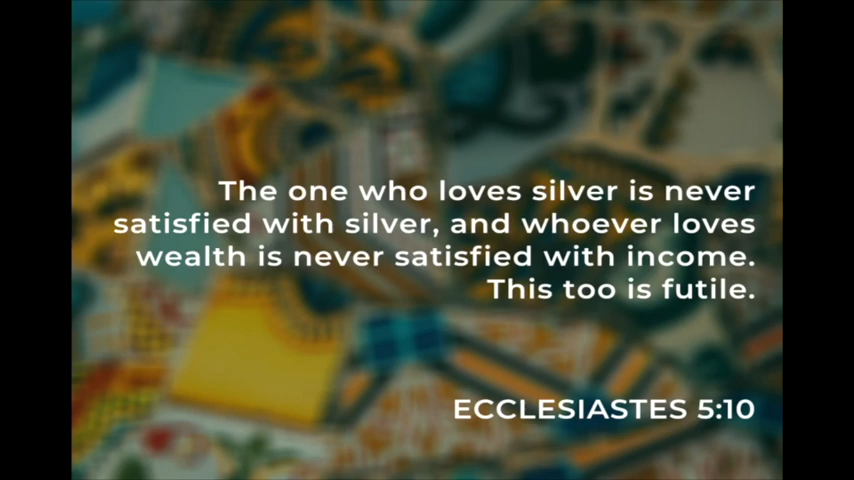 The one who loves silver is never
satisfied with silver, and whoever loves
wealth is never satisfied with income.
This too is futile.
ECCLESIASTES 5:10